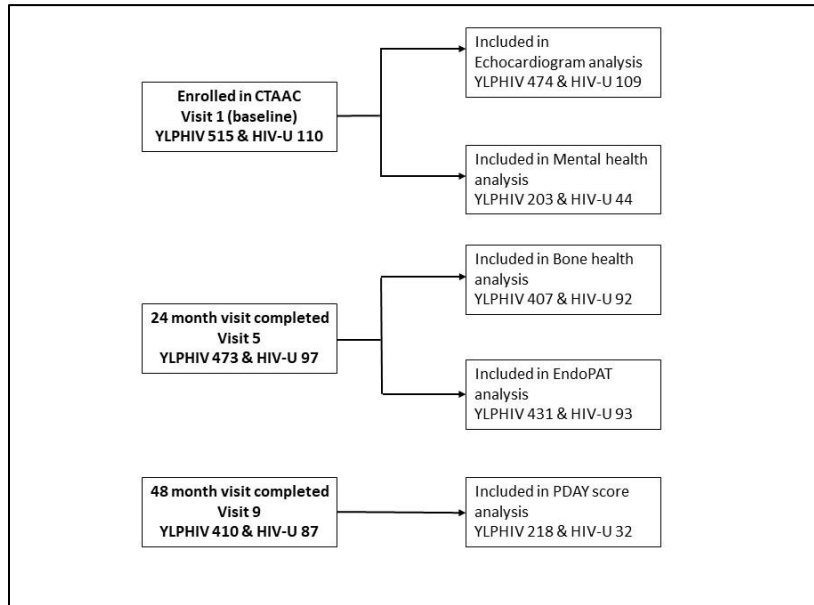 Enrolled in CTAAC
Visit 1 (baseline)
YLPHIV 515 & HIV-U 110
Included in
Echocardiogram analysis
YLPHIV 474 & HIV-U 109
Included in Mental health
analysis
YLPHIV 203 & HIV-U 44
24 month visit completed
Visit 5
YLPHIV 473 & HIV-U 97
Included in Bone health
analysis
YLPHIV 407 & HIV-U 92
Included in EndoPAT
analysis
YLPHIV 431 & HIV-U 93
48 month visit completed
Visit 9
YLPHIV 410 & HIV-U 87
Included in PDAY score
analysis
YLPHIV 218 & HIV-U 32